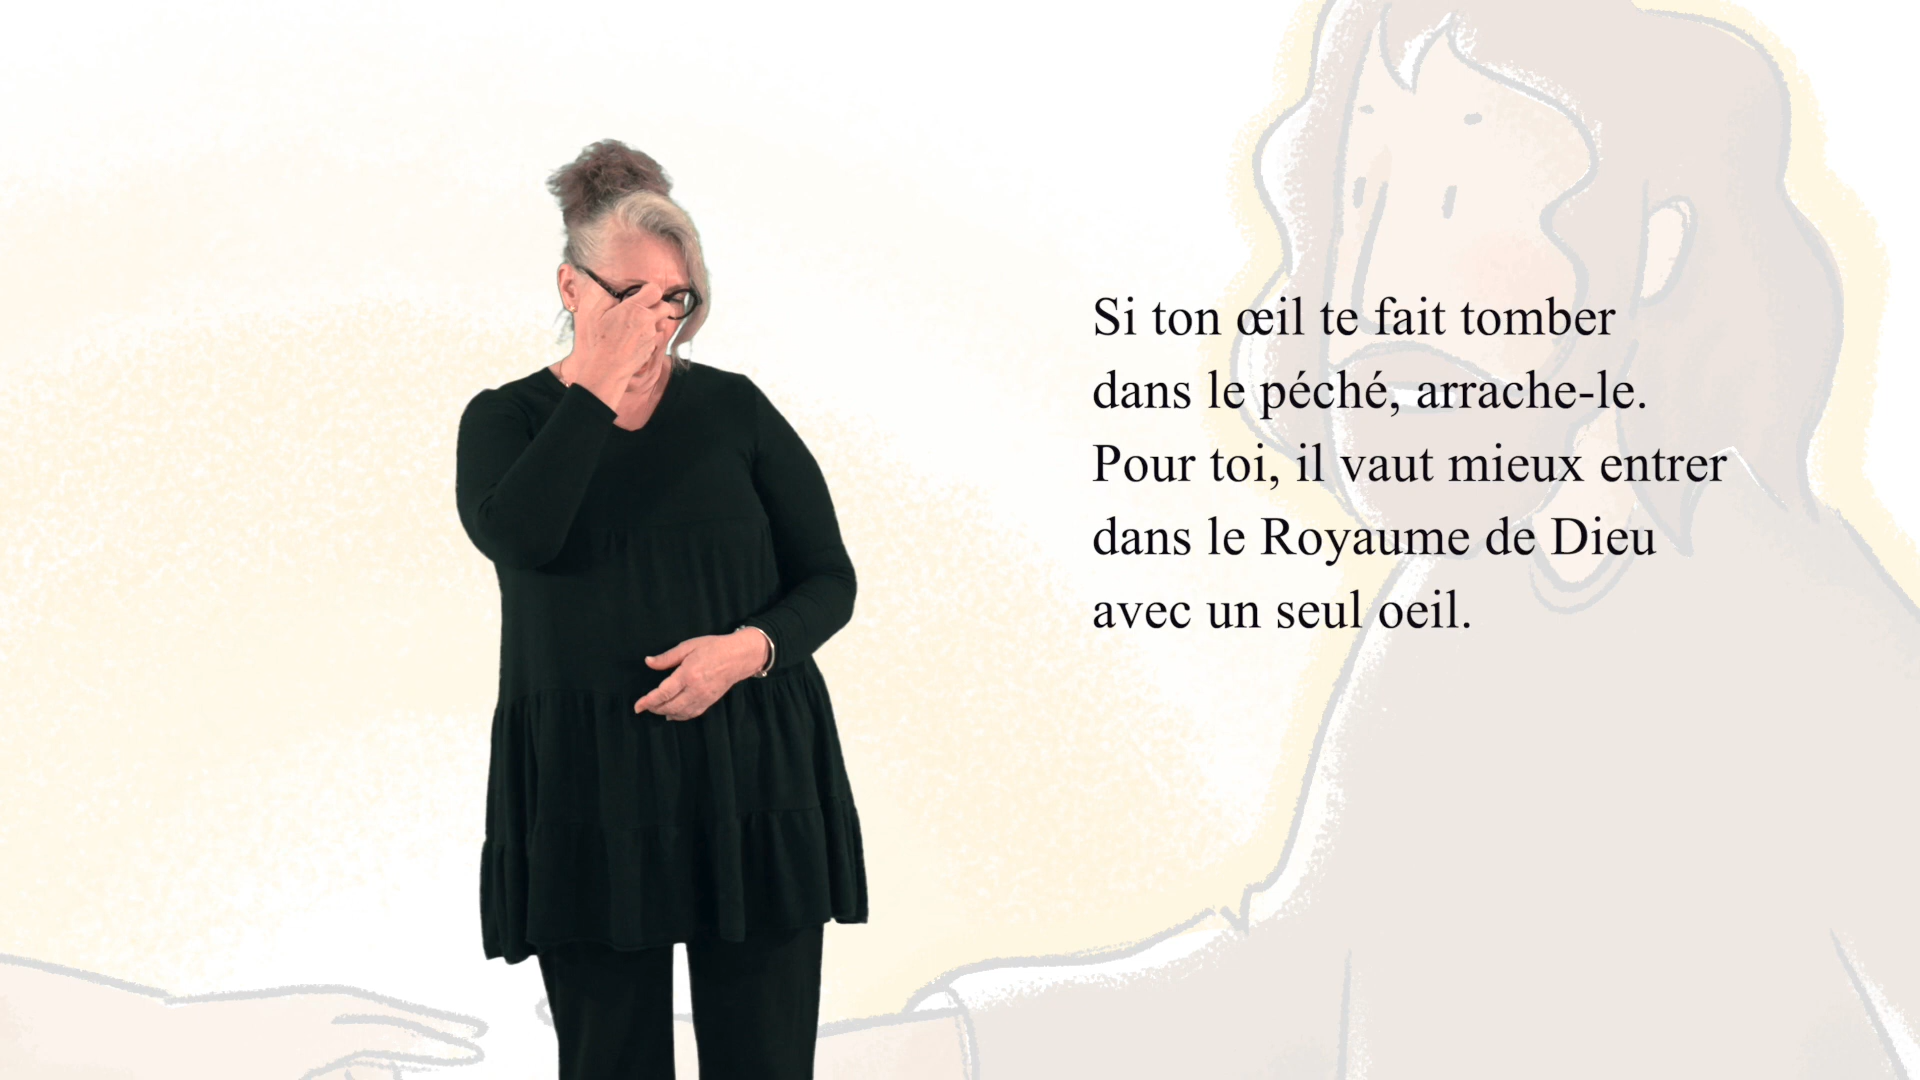 Si ton œil te fait tomber
dans le péché, arrache-le.
Pour toi, il vaut mieux entrer
dans le Royaume de Dieu
avec un seul oeil.